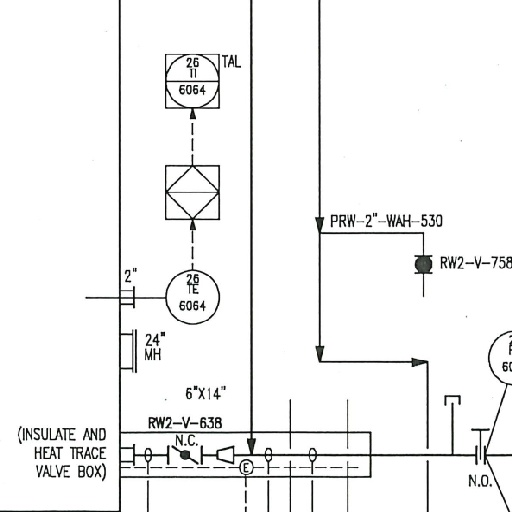 26
TI
6064
TAL
PRW-2"-WAH-530
RW2-V-758
2"
26
TE
6064
24"
MH
6"X14"
RW2-V-638
N.C.
(INSULATE AND
HEAT TRACE
VALVE BOX)
E
N.O.